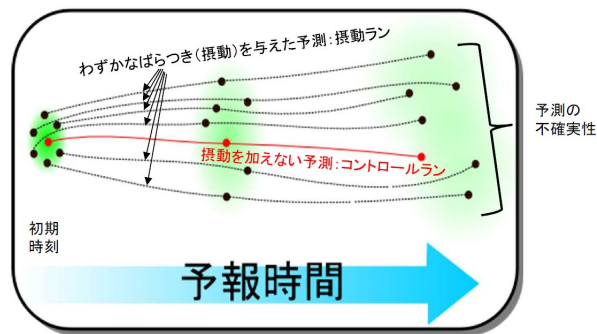 わずかなばらつき(摂動)を与えた予測:摂動ラン
予測の
不確実性
摂動を加えない予測:コントロールラン
初期
時刻
予報時間